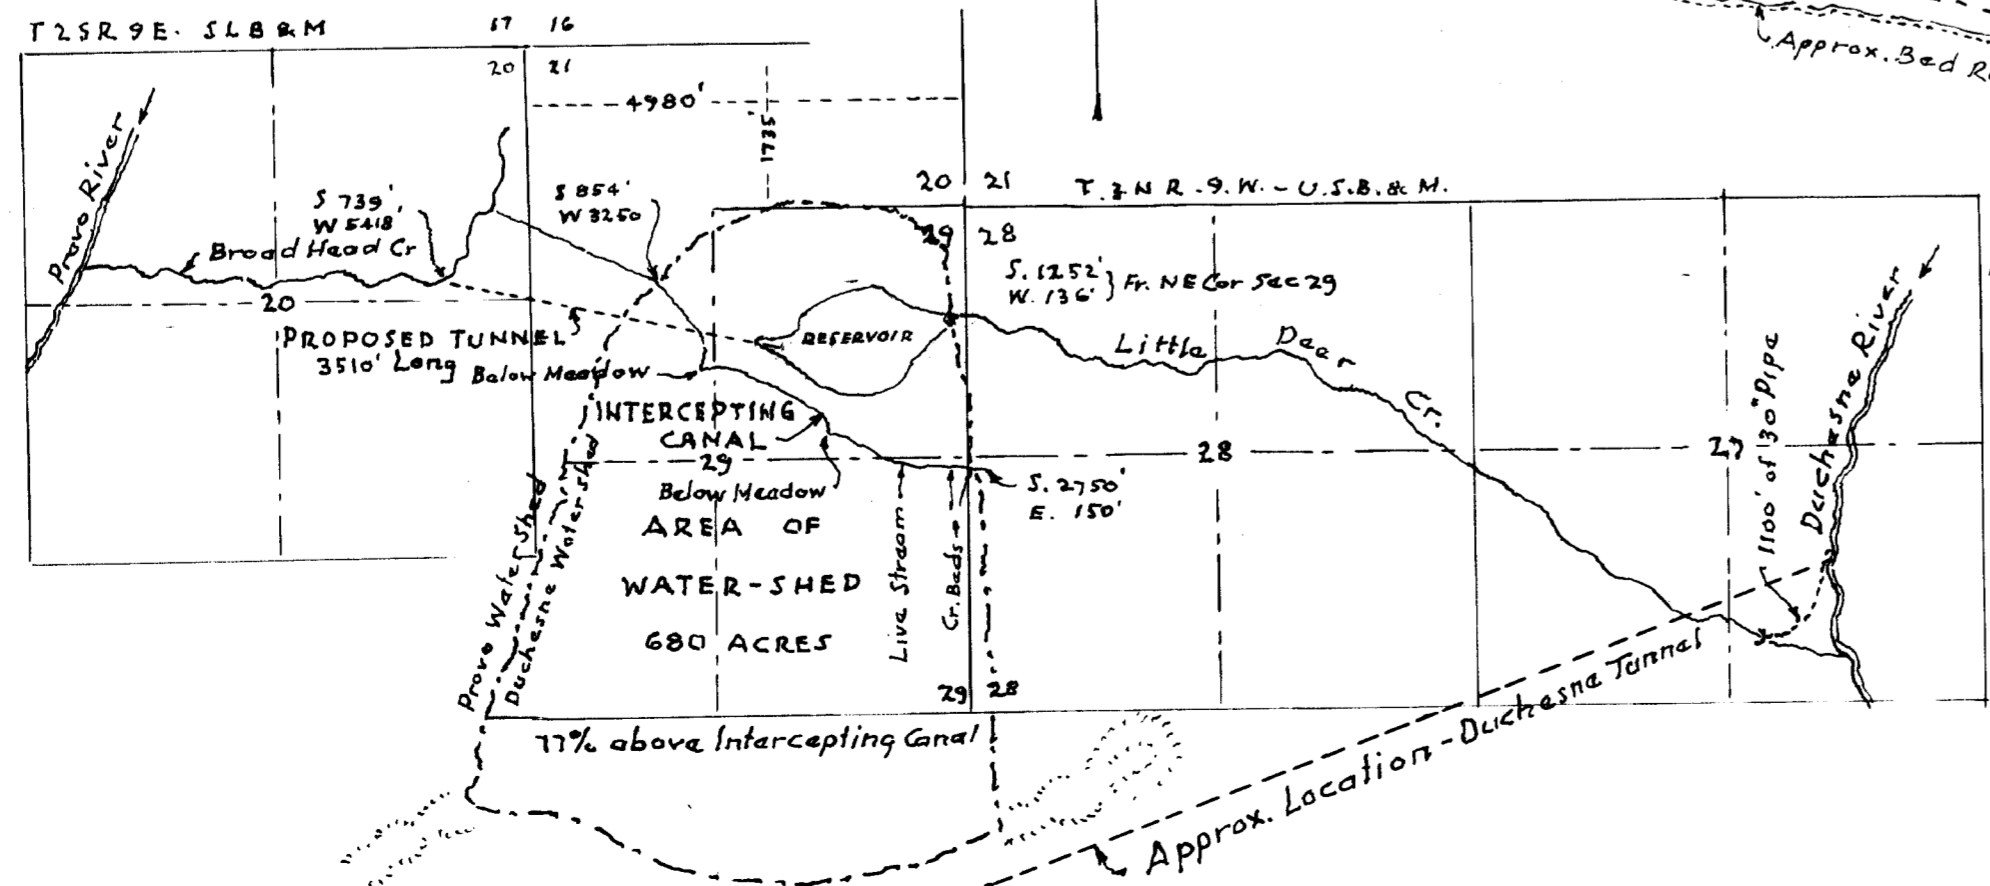 T 2 S R 9 E. S L B & M
17 16
20 21
4980'
1735'
Approx. Bed
Provo River
S 739'
W 5418
Broad Head Cr
S 854'
W 3250
20 21
T. 3 N R. 9. W. - U.S.B. & M.
29 28
S. 1252'
W. 136' } Fr. NE Cor Sec 29
20
PROPOSED TUNNEL
3510' Long
Below Meadow
RESERVOIR
Little Deer Cr.
INTERCEPTING
CANAL
29
Below Meadow
28
27
1100' of 30" Pipe
Duchesne River
S. 2750'
E. 150'
Provo Water Shed
Duchesne Water shed
AREA OF
WATER-SHED
680 ACRES
Live Stream
Cr. Beds
29 28
77% above Intercepting Canal
Approx. Location - Duchesne Tunnel